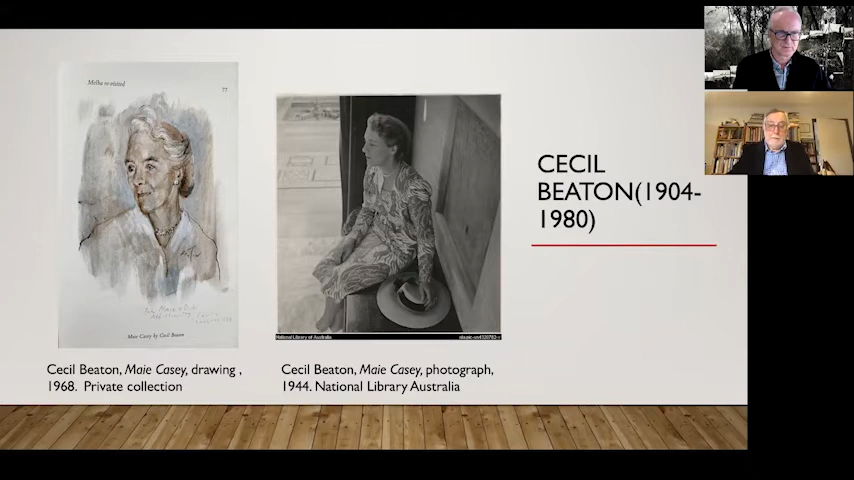 Melba re-visited
77
Maie Casey by Cecil Beaton
National Library of Australia
CECIL
BEATON(1904-
1980)
Cecil Beaton, Maie Casey, drawing ,
1968. Private collection
Cecil Beaton, Maie Casey, photograph,
1944. National Library Australia